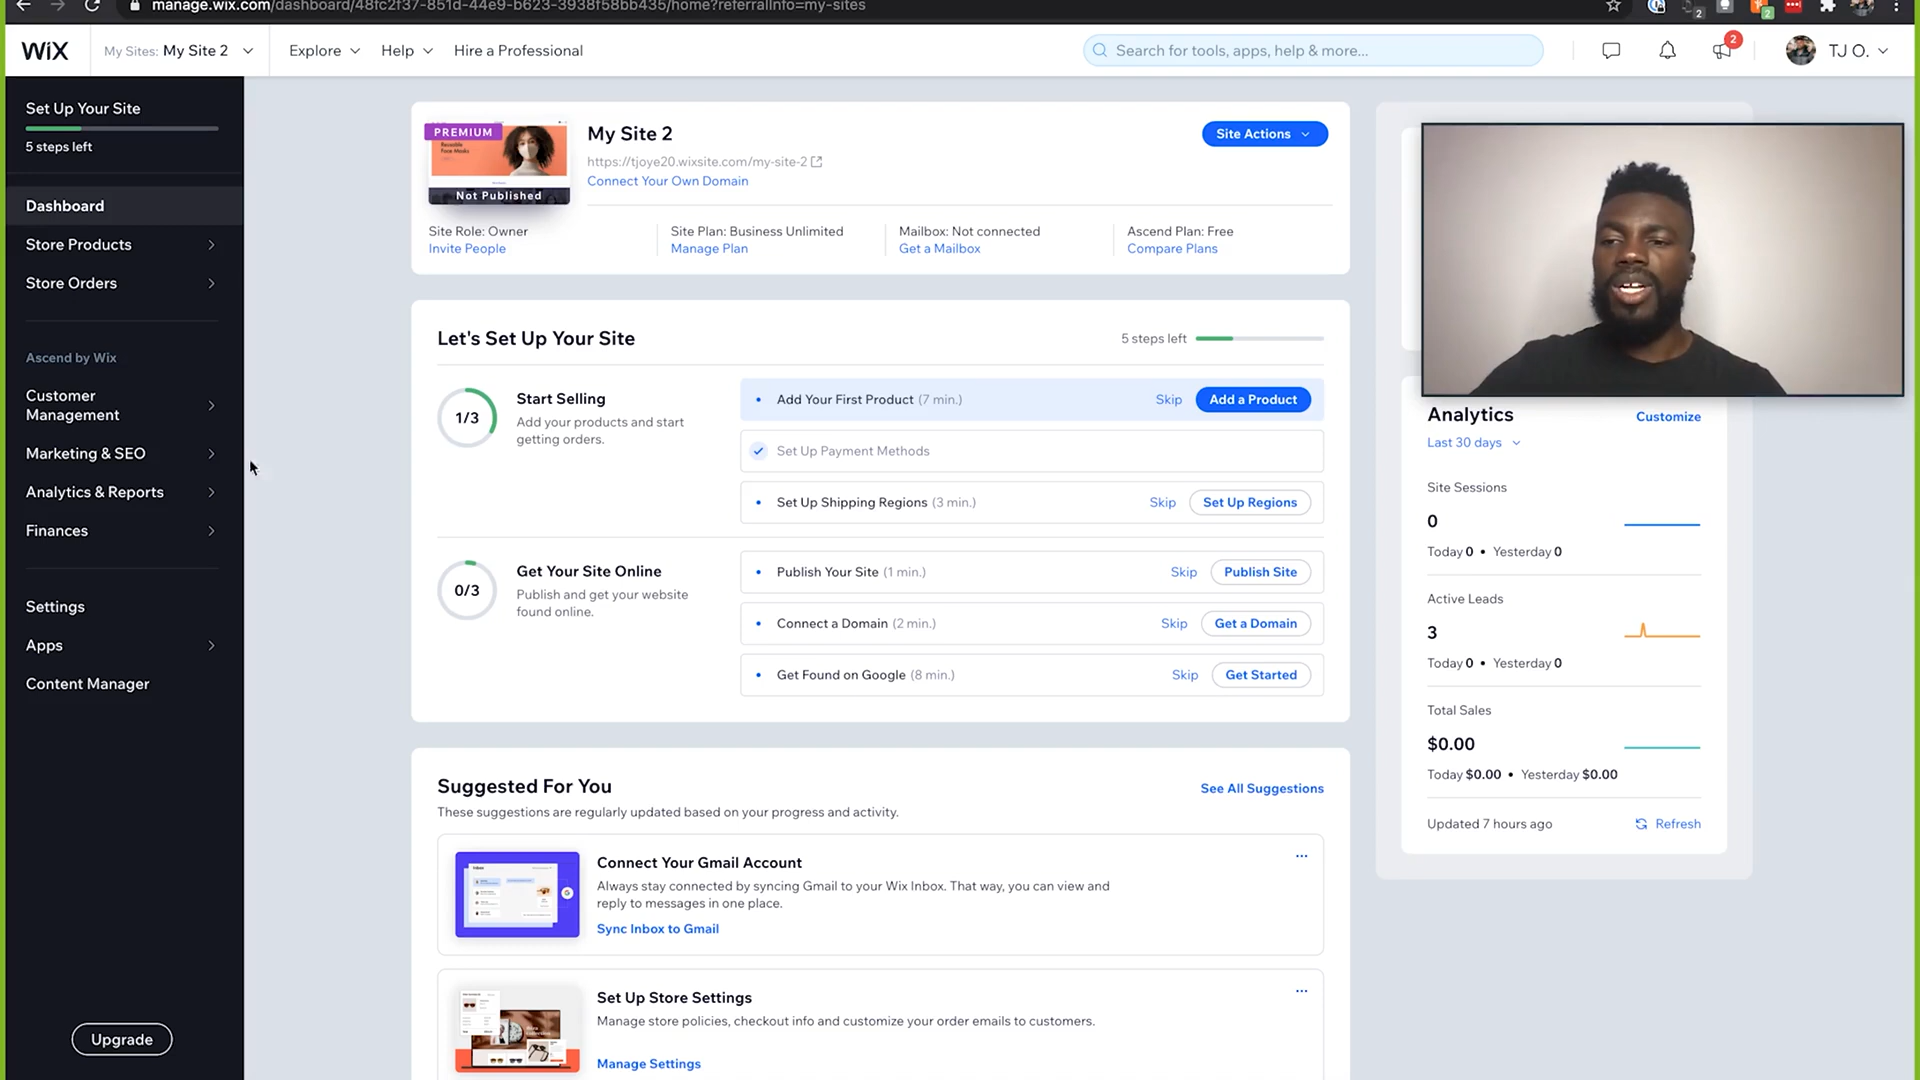 manage.wix.com/dashboard/48fc2f37-851d-44e9-b623-3938f58bb435/home?referralInfo=my-sites
2
2
WiX
My Sites: My Site 2
Explore
Help
Hire a Professional
Search for tools, apps, help & more...
2
TJ O.
Set Up Your Site
5 steps left
Dashboard
Store Products
Store Orders
Ascend by Wix
Customer
Management
Marketing & SEO
Analytics & Reports
Finances
Settings
Apps
Content Manager
Upgrade
PREMIUM
Reusable
Face Masks
Not Published
My Site 2
https://tjoye20.wixsite.com/my-site-2
Connect Your Own Domain
Site Actions
Site Role: Owner
Invite People
Site Plan: Business Unlimited
Manage Plan
Mailbox: Not connected
Get a Mailbox
Ascend Plan: Free
Compare Plans
Let's Set Up Your Site
5 steps left
1/3
Start Selling
Add your products and start
getting orders.
Add Your First Product (7 min.)
Skip
Add a Product
Set Up Payment Methods
Set Up Shipping Regions (3 min.)
Skip
Set Up Regions
0/3
Get Your Site Online
Publish and get your website
found online.
Publish Your Site (1 min.)
Skip
Publish Site
Connect a Domain (2 min.)
Skip
Get a Domain
Get Found on Google (8 min.)
Skip
Get Started
Suggested For You
See All Suggestions
These suggestions are regularly updated based on your progress and activity.
Connect Your Gmail Account
Always stay connected by syncing Gmail to your Wix Inbox. That way, you can view and
reply to messages in one place.
Sync Inbox to Gmail
Set Up Store Settings
Manage store policies, checkout info and customize your order emails to customers.
Manage Settings
Analytics
Customize
Last 30 days
Site Sessions
0
Today 0 • Yesterday 0
Active Leads
3
Today 0 • Yesterday 0
Total Sales
$0.00
Today $0.00 • Yesterday $0.00
Updated 7 hours ago
Refresh